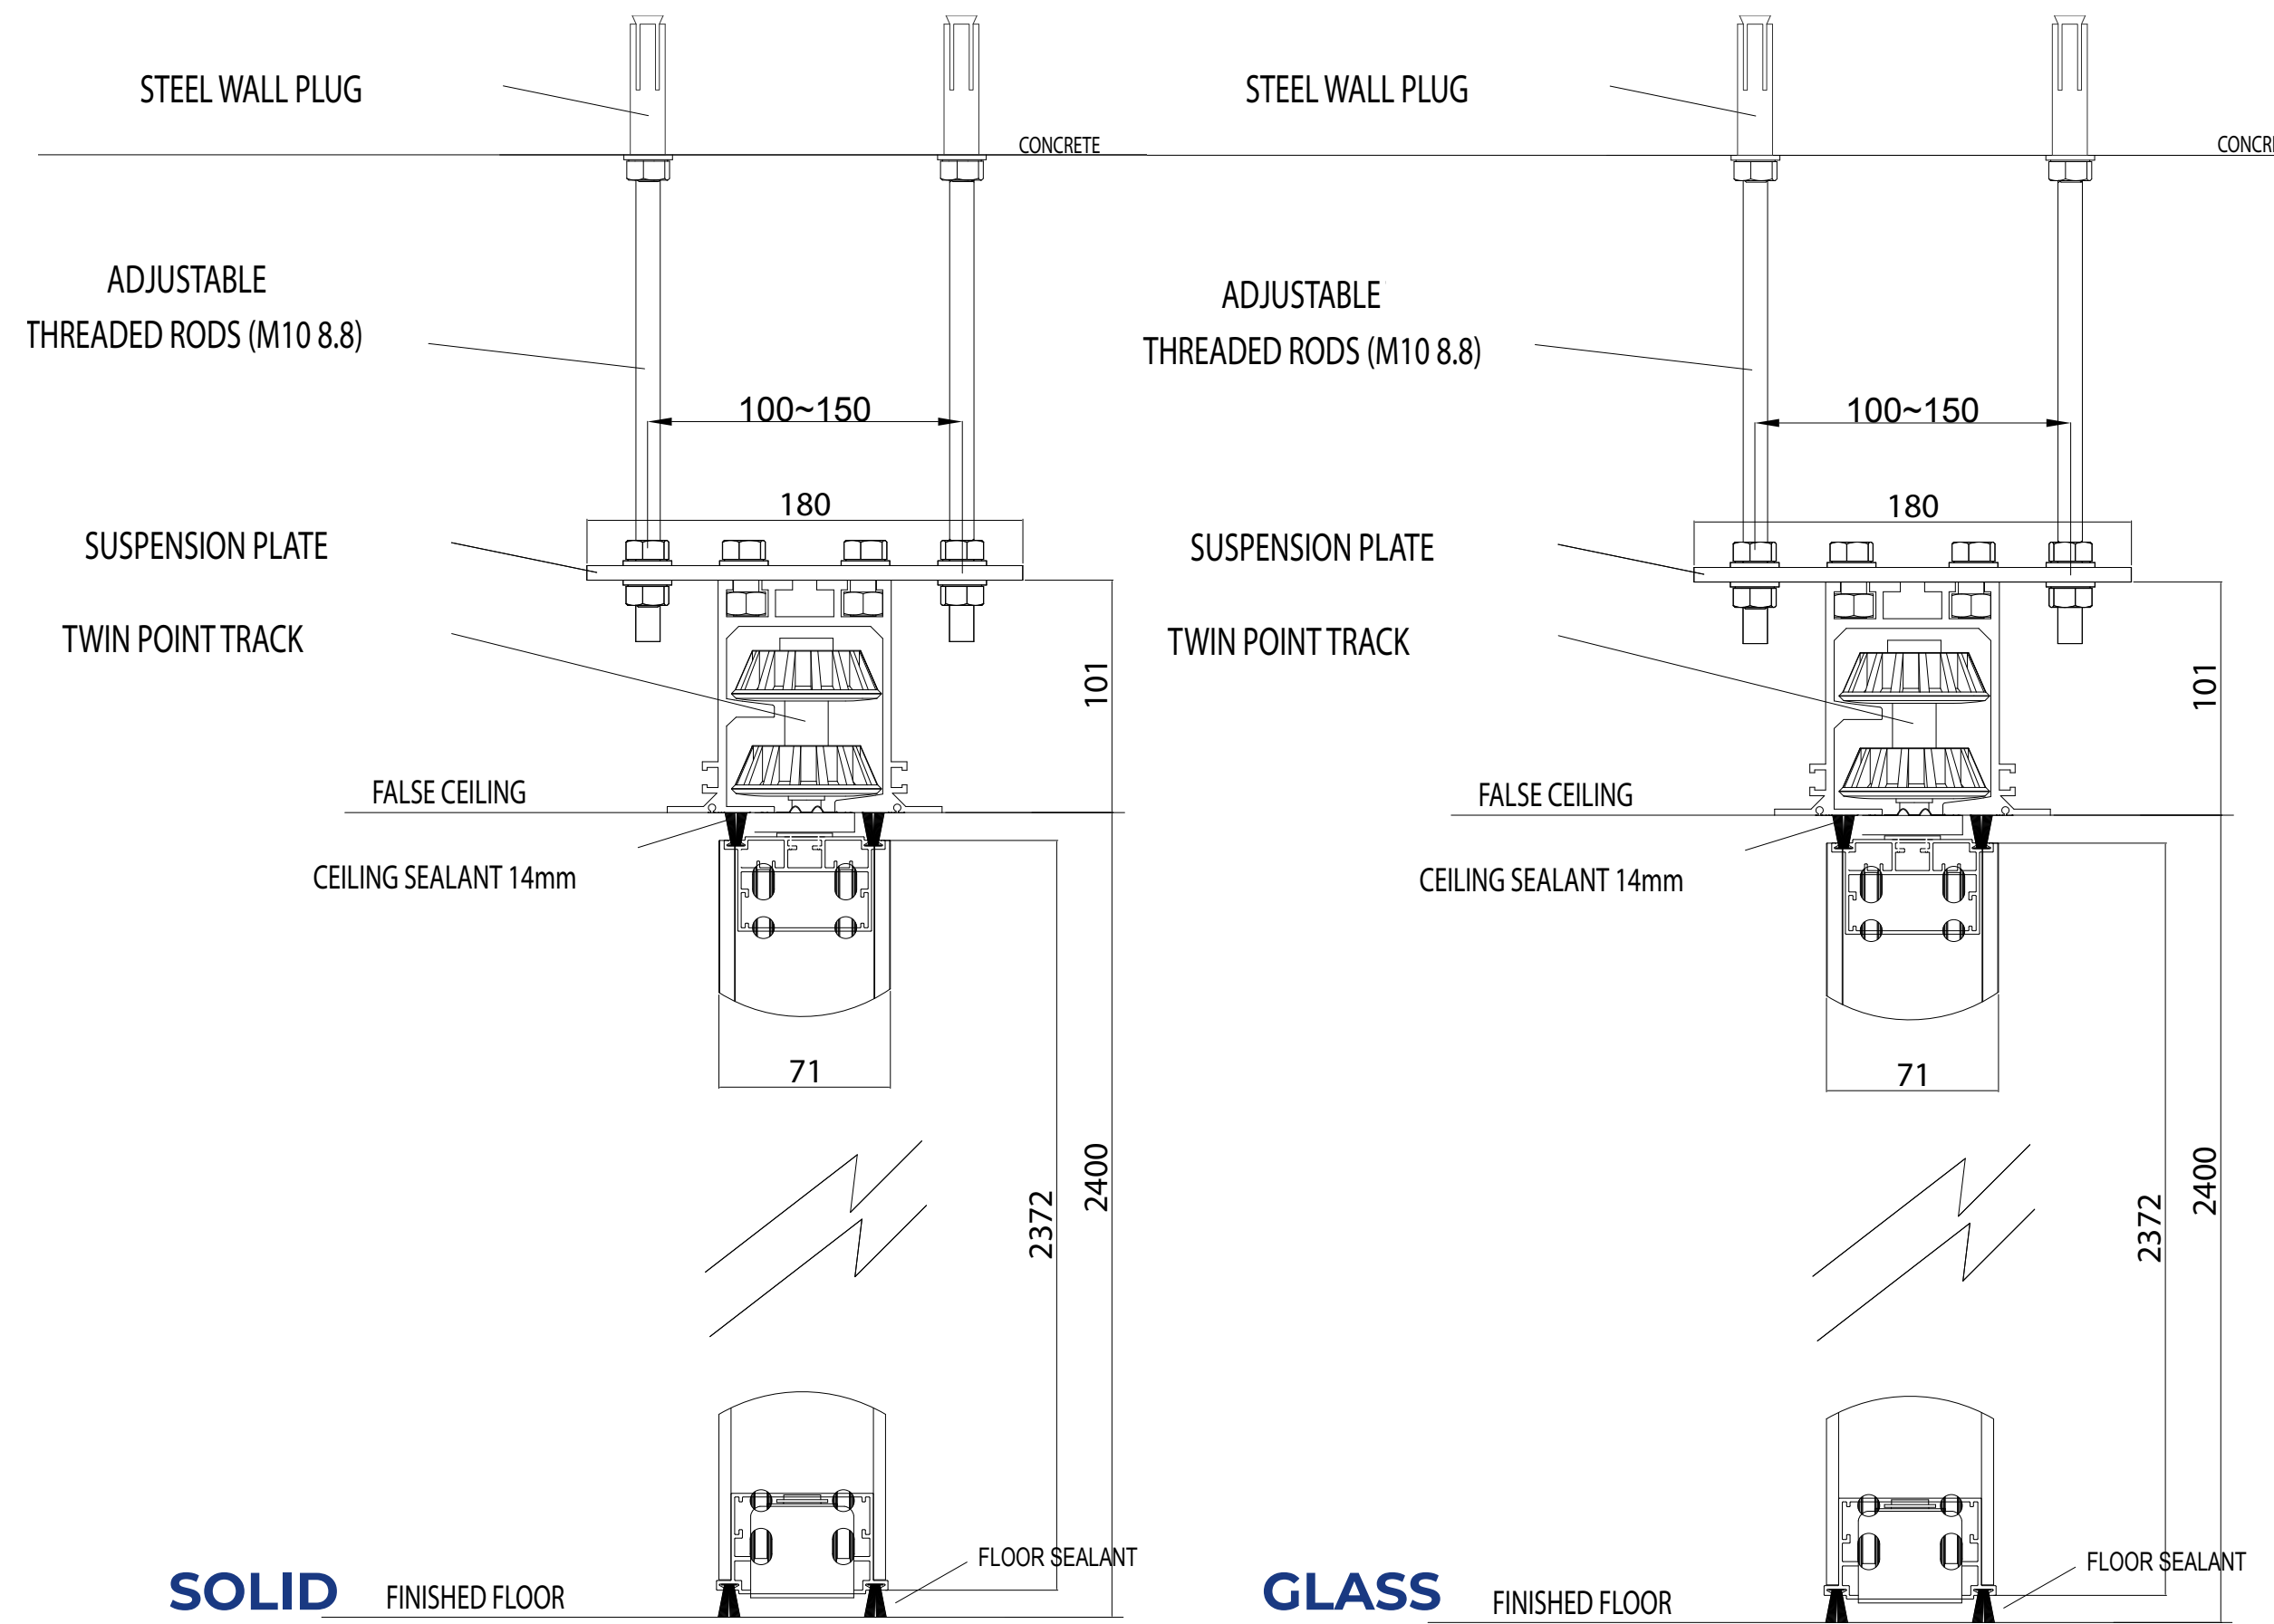 STEEL WALL PLUG
CONCRETE
ADJUSTABLE
THREADED RODS (M10 8.8)
100~150
180
SUSPENSION PLATE
TWIN POINT TRACK
101
FALSE CEILING
CEILING SEALANT 14mm
71
2400
2372
FLOOR SEALANT
SOLID
FINISHED FLOOR
STEEL WALL PLUG
CONCR
ADJUSTABLE
THREADED RODS (M10 8.8)
100~150
180
SUSPENSION PLATE
TWIN POINT TRACK
101
FALSE CEILING
CEILING SEALANT 14mm
71
2400
2372
FLOOR SEALANT
GLASS
FINISHED FLOOR